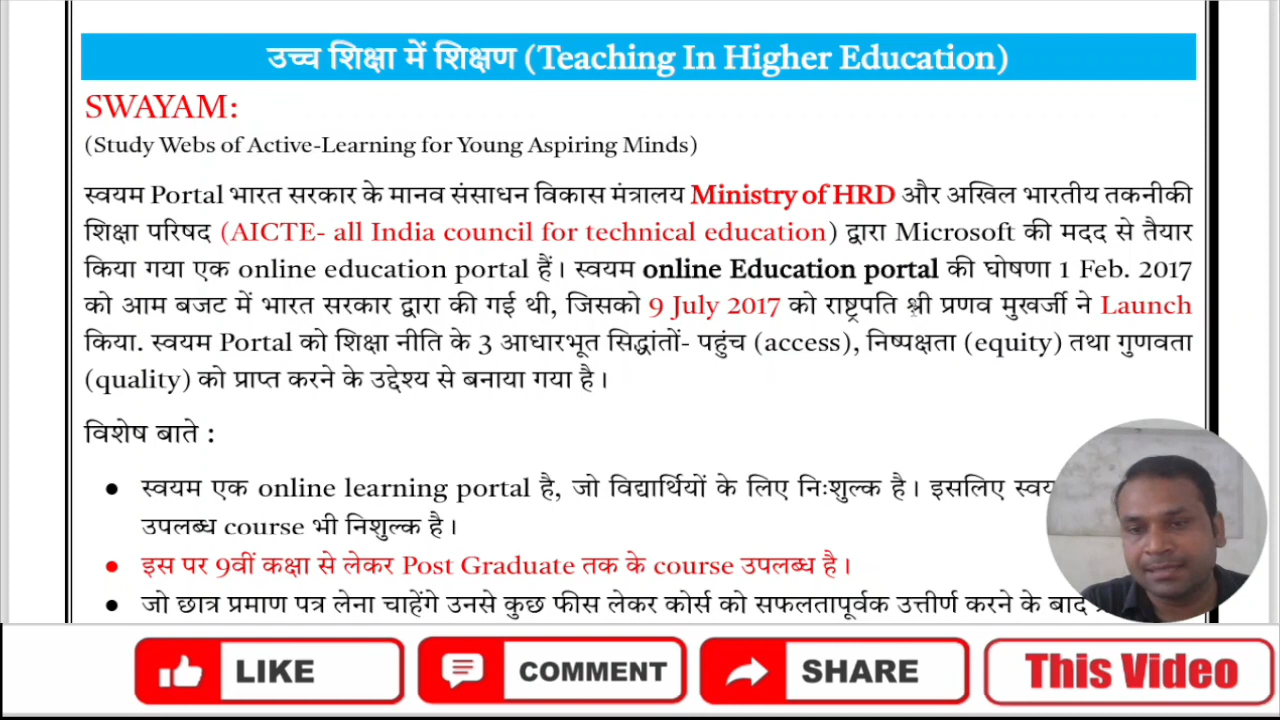 उच्च शिक्षा में शिक्षण (Teaching In Higher Education)
SWAYAM:
(Study Webs of Active-Learning for Young Aspiring Minds)
स्वयम Portal भारत सरकार के मानव संसाधन विकास मंत्रालय Ministry of HRD और अखिल भारतीय तकनीकी
शिक्षा परिषद (AICTE- all India council for technical education) द्वारा Microsoft की मदद से तैयार
किया गया एक online education portal हैं। स्वयम online Education portal की घोषणा 1 Feb. 2017
को आम बजट में भारत सरकार द्वारा की गई थी, जिसको 9 July 2017 को राष्ट्रपति श्री प्रणव मुखर्जी ने Launch
किया. स्वयम Portal को शिक्षा नीति के 3 आधारभूत सिद्धांतों- पहुंच (access), निष्पक्षता (equity) तथा गुणवता
(quality) को प्राप्त करने के उद्देश्य से बनाया गया है।
विशेष बाते :
● स्वयम एक online learning portal है, जो विद्यार्थियों के लिए निःशुल्क है। इसलिए
उपलब्ध course भी निशुल्क है।
● इस पर 9वीं कक्षा से लेकर Post Graduate तक के course उपलब्ध है।
● जो छात्र प्रमाण पत्र लेना चाहेंगे उनसे कुछ फीस लेकर कोर्स को सफलतापूर्वक उत्तीर्ण करने के बाद
LIKE COMMENT SHARE This Video